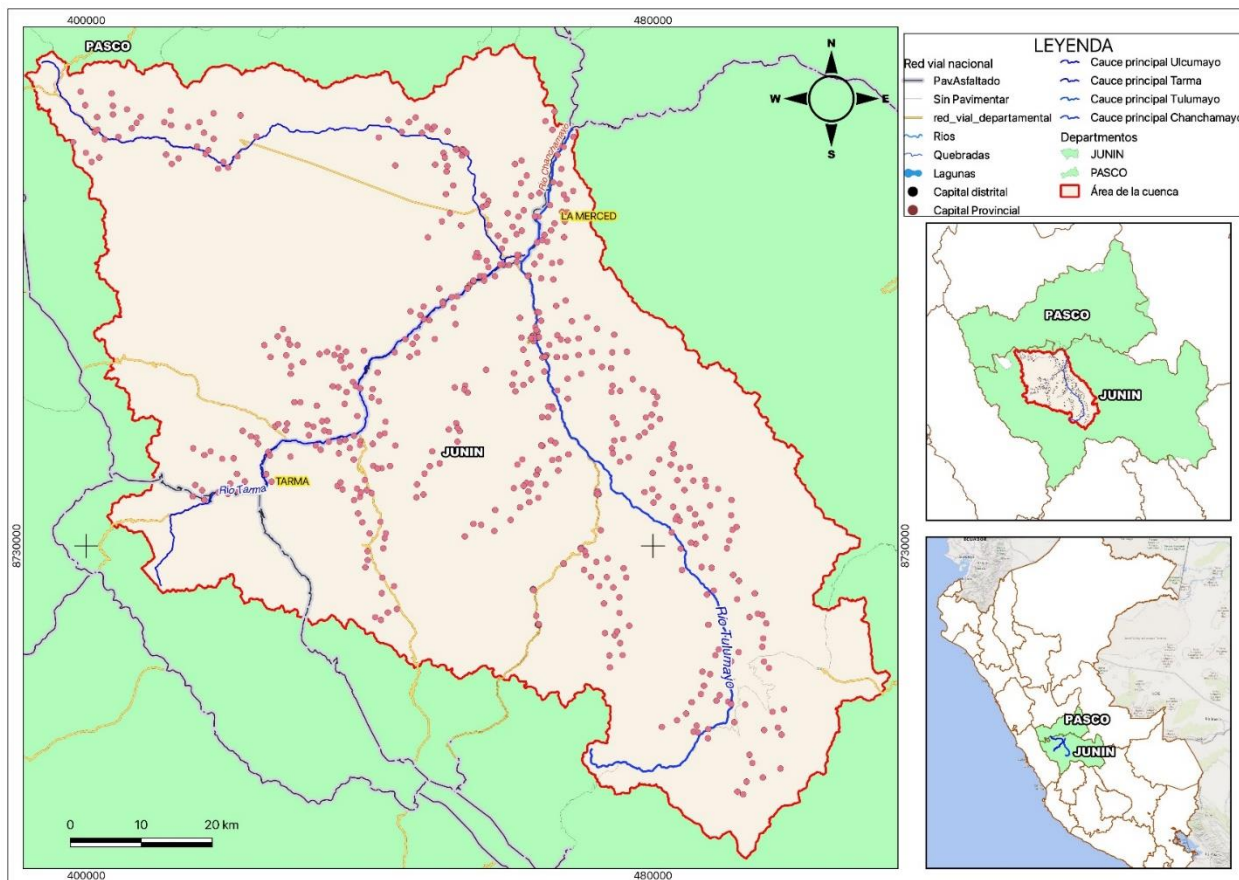 400000
480000
PASCO
N
W
E
S
Rio Chanchamayo
LA MERCED
JUNIN
TARMA
Rio Tarma
Rio Tulumayo
8730000
8730000
0 10 20 km
400000
480000
LEYENDA
Red vial nacional
PavAsfaltado
Sin Pavimentar
red_vial_departamental
Rios
Quebradas
Lagunas
Capital distrital
Capital Provincial
Cauce principal Ulcumayo
Cauce principal Tarma
Cauce principal Tulumayo
Cauce principal Chanchamayo
Departmentos
JUNIN
PASCO
Área de la cuenca
PASCO
JUNIN
ECUADOR
PASCO
JUNIN